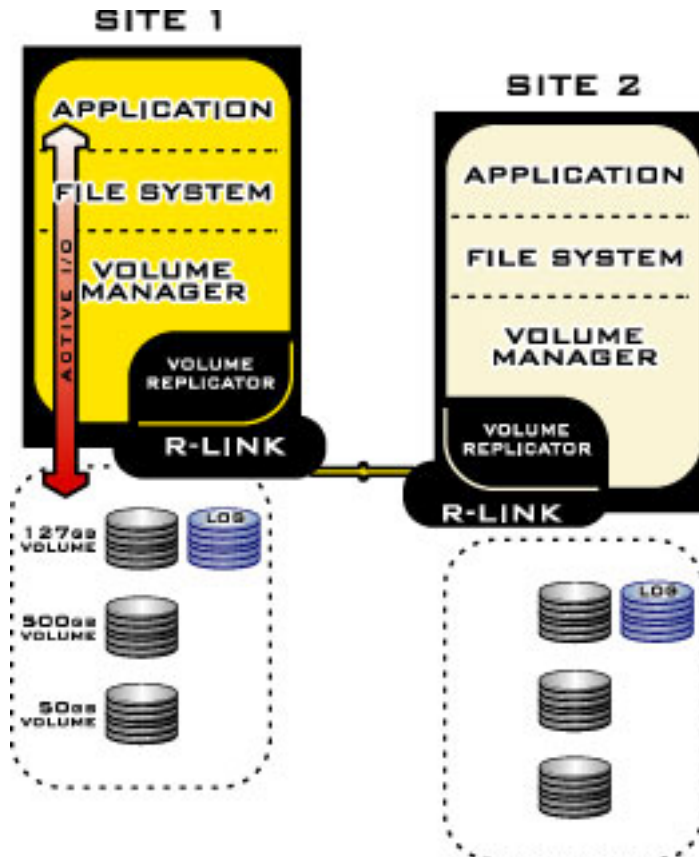 SITE 1
APPLICATION
FILE SYSTEM
VOLUME
MANAGER
ACTIVE I/O
VOLUME
REPLICATOR
R-LINK
127GB
VOLUME
LOG
500GB
VOLUME
50GB
VOLUME
SITE 2
APPLICATION
FILE SYSTEM
VOLUME
MANAGER
VOLUME
REPLICATOR
R-LINK
LOG